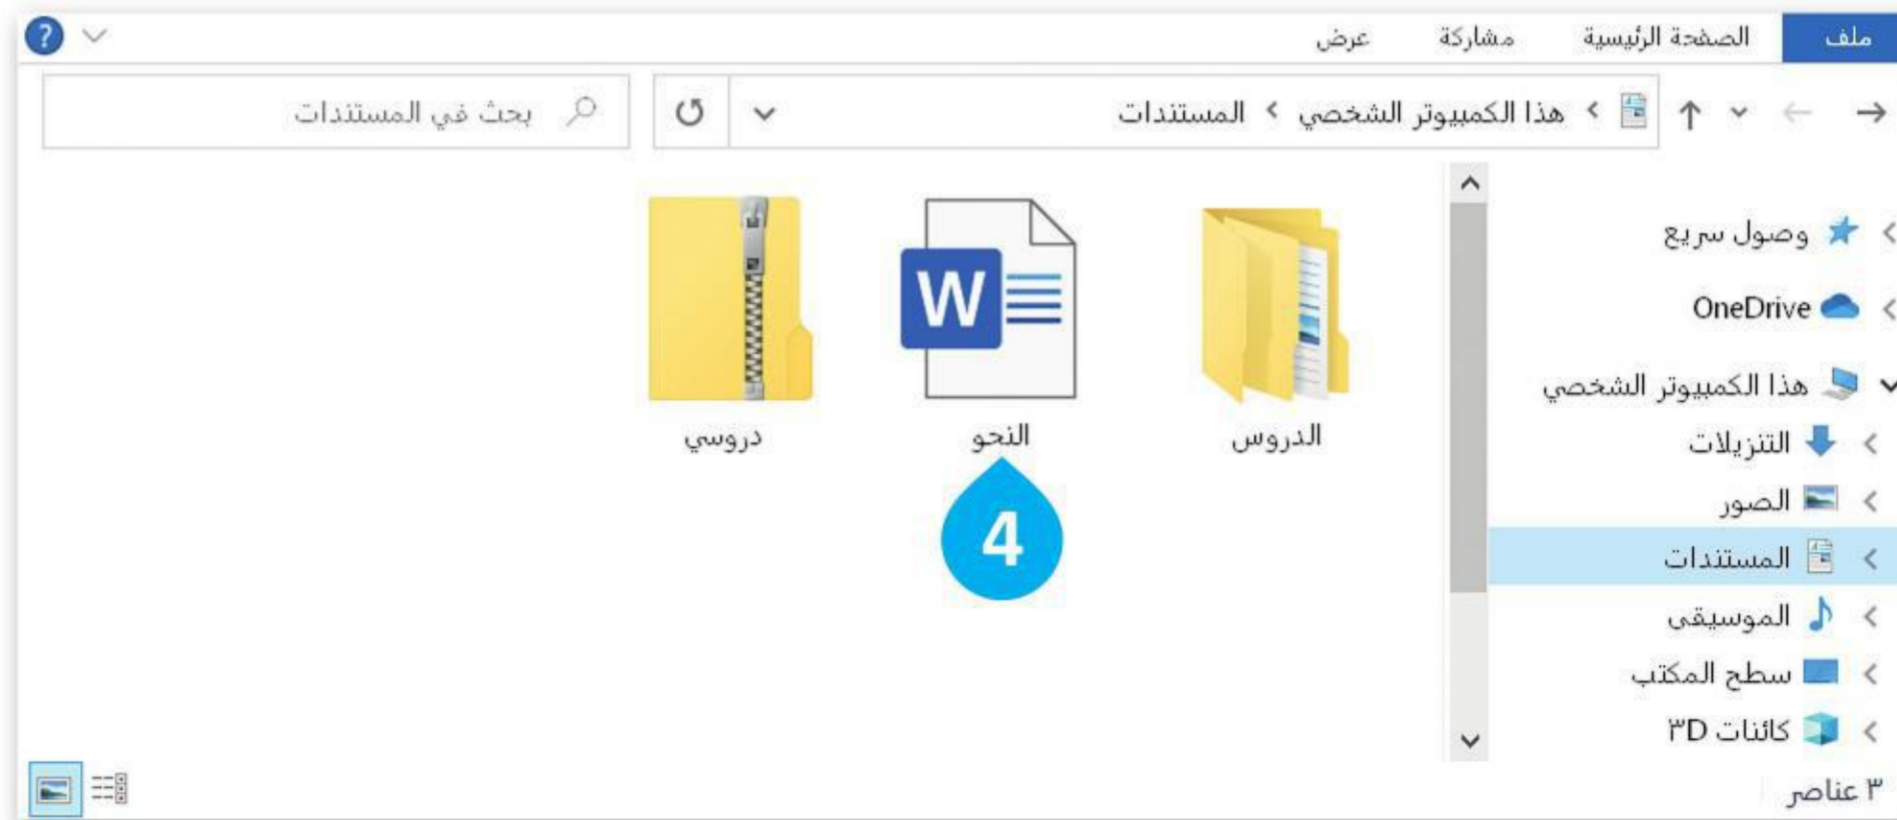 ملف الصفحة الرئيسية مشاركة عرض ?
هذا الكمبيوتر الشخصي > المستندات
بحث في المستندات
وصول سريع
OneDrive
هذا الكمبيوتر الشخصي
التنزيلات
الصور
المستندات
الموسيقى
سطح المكتب
كائنات ٣D
W
الدروس النحو دروسي
4
٣ عناصر